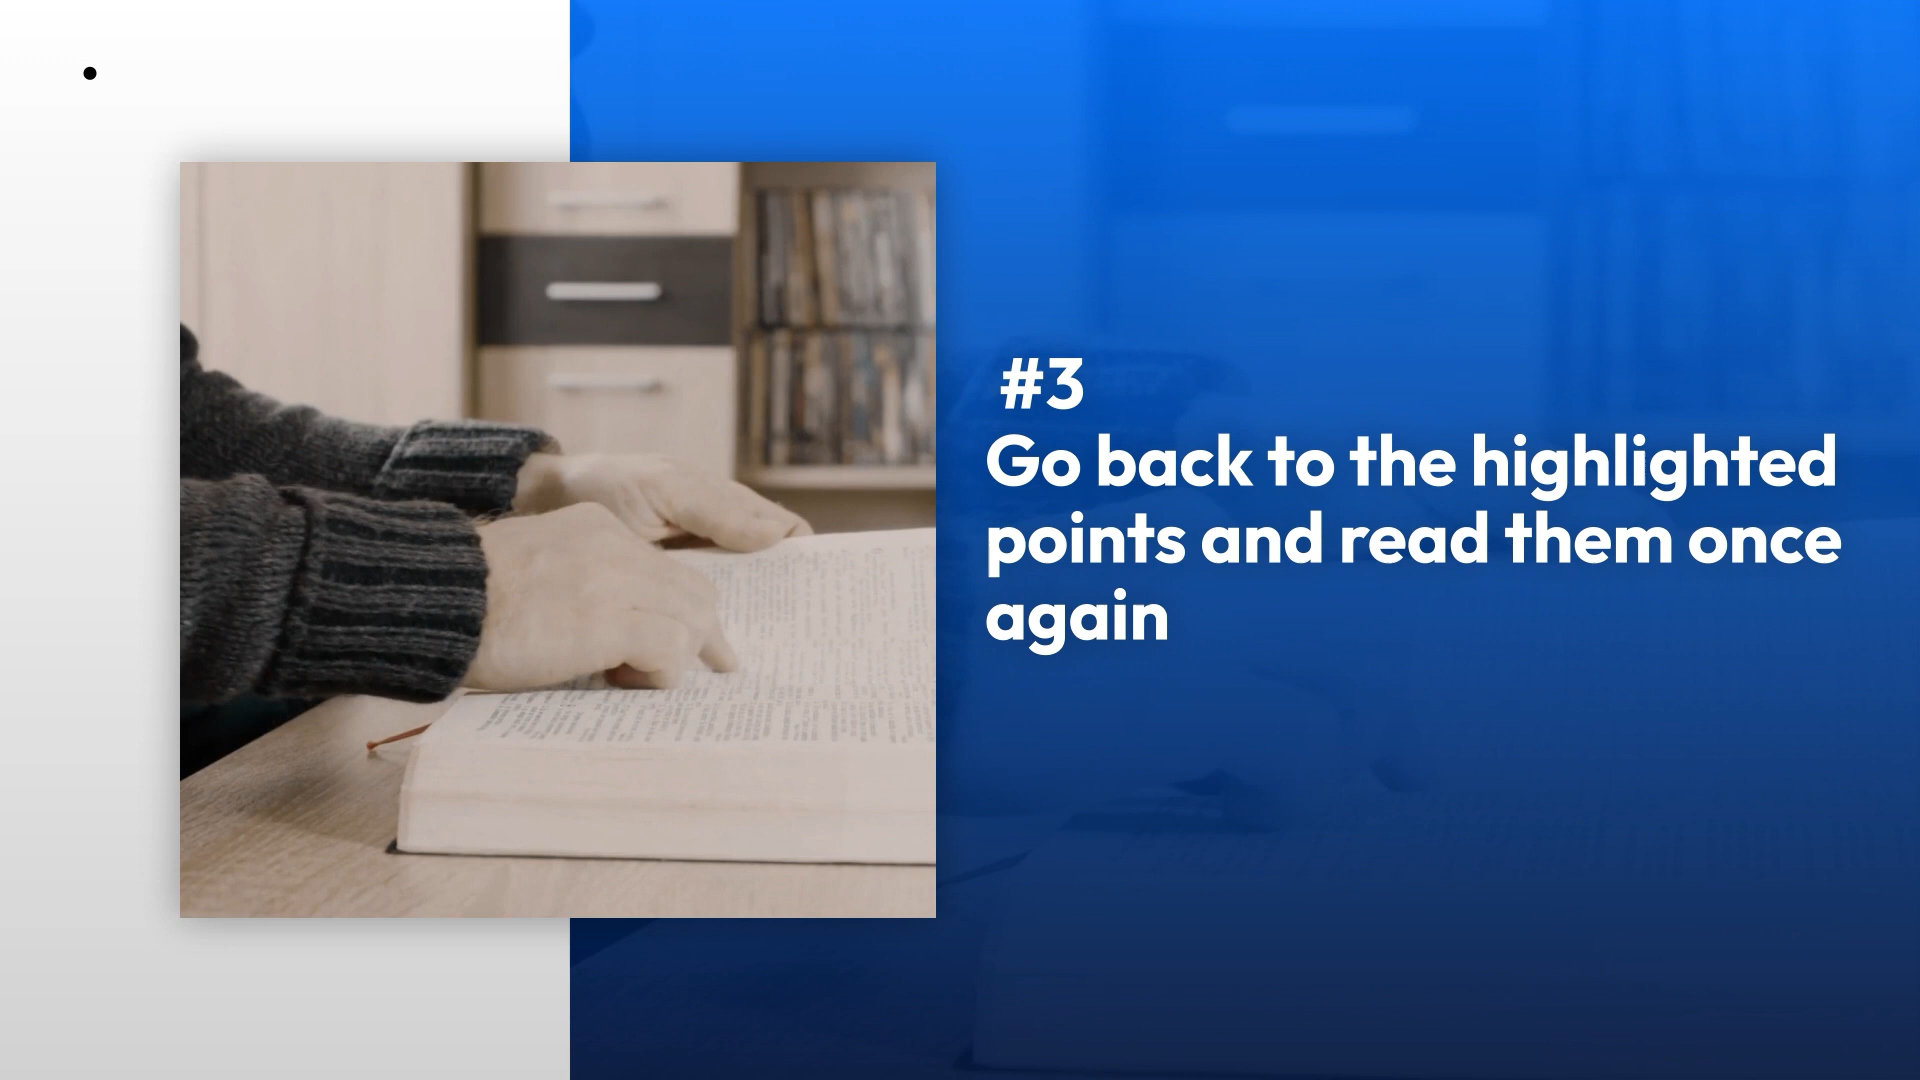 #3
Go back to the highlighted
points and read them once
again